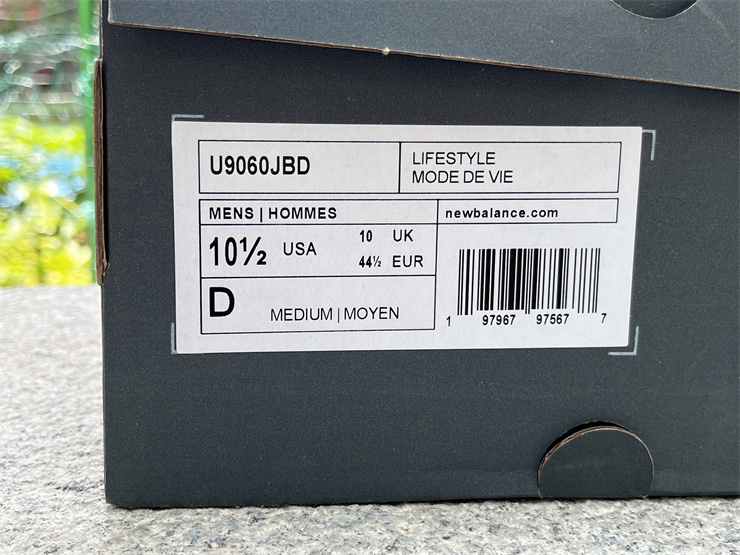 U9060JBD
LIFESTYLE
MODE DE VIE
MENS | HOMMES
newbalance.com
10½ USA
10 UK
44½ EUR
D MEDIUM | MOYEN
1 97967 97567 7